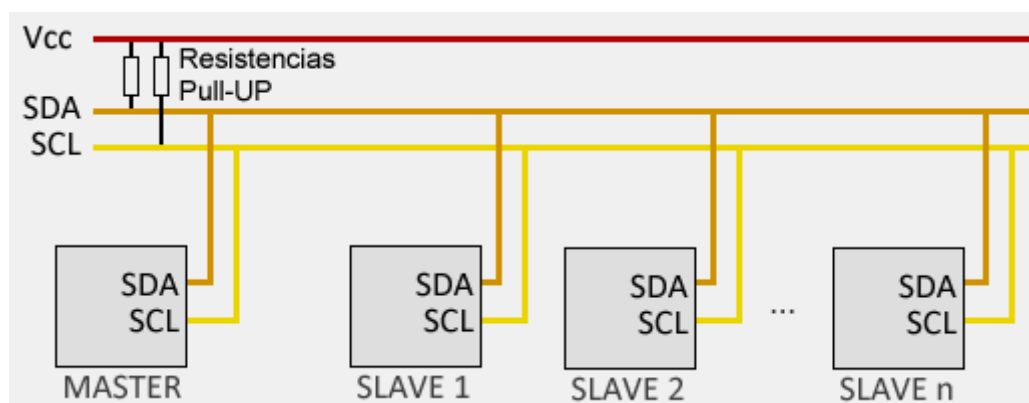 Vcc
Resistencias
Pull-UP
SDA
SCL
SDA
SCL
MASTER
SDA
SCL
SLAVE 1
SDA
SCL
SLAVE 2
...
SDA
SCL
SLAVE n